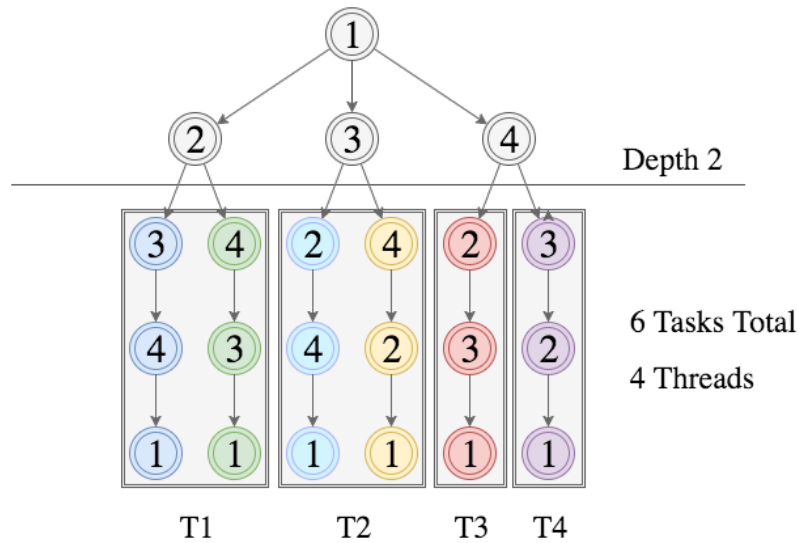 1
2 3 4
Depth 2
3 4 2 4 2 3
6 Tasks Total
4 3 4 2 3 2
4 Threads
1 1 1 1 1 1
T1 T2 T3 T4